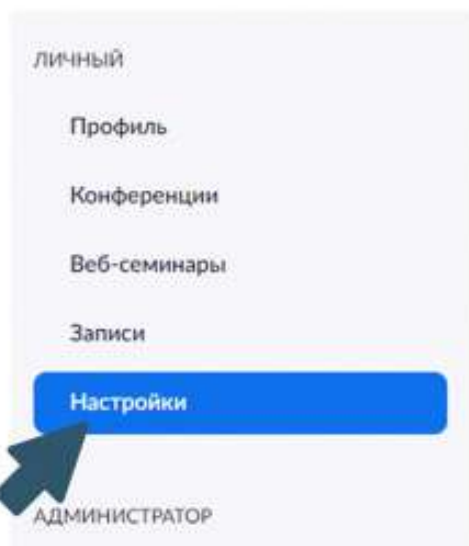 ЛИЧНЫЙ
Профиль
Конференции
Веб-семинары
Записи
Настройки
АДМИНИСТРАТОР